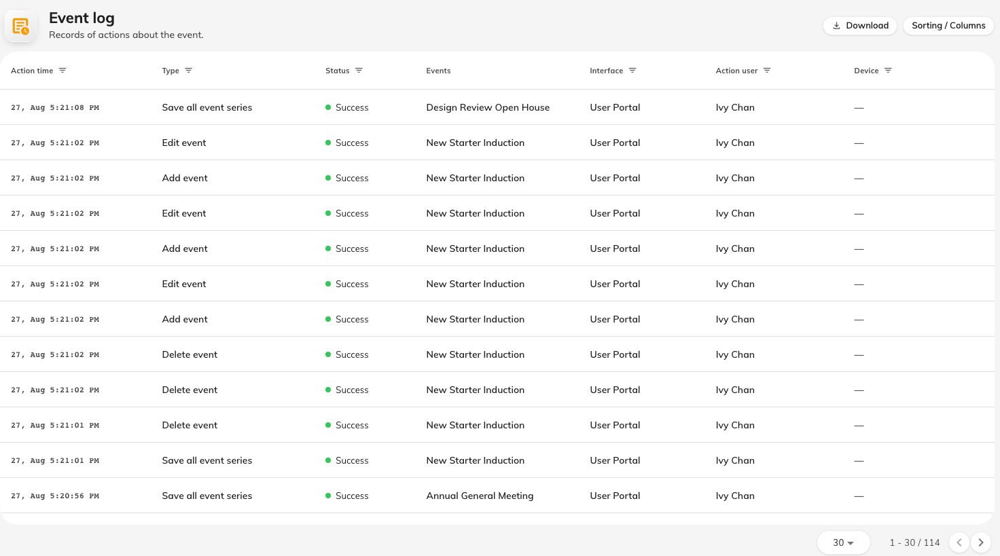 Event log
Records of actions about the event.
Download
Sorting / Columns
Action time Type Status Events Interface Action user Device
27, Aug 5:21:08 PM Save all event series Success Design Review Open House User Portal Ivy Chan —
27, Aug 5:21:02 PM Edit event Success New Starter Induction User Portal Ivy Chan —
27, Aug 5:21:02 PM Add event Success New Starter Induction User Portal Ivy Chan —
27, Aug 5:21:02 PM Edit event Success New Starter Induction User Portal Ivy Chan —
27, Aug 5:21:02 PM Add event Success New Starter Induction User Portal Ivy Chan —
27, Aug 5:21:02 PM Edit event Success New Starter Induction User Portal Ivy Chan —
27, Aug 5:21:02 PM Add event Success New Starter Induction User Portal Ivy Chan —
27, Aug 5:21:02 PM Delete event Success New Starter Induction User Portal Ivy Chan —
27, Aug 5:21:02 PM Delete event Success New Starter Induction User Portal Ivy Chan —
27, Aug 5:21:01 PM Delete event Success New Starter Induction User Portal Ivy Chan —
27, Aug 5:21:01 PM Save all event series Success New Starter Induction User Portal Ivy Chan —
27, Aug 5:20:56 PM Save all event series Success Annual General Meeting User Portal Ivy Chan —
30 1 - 30 / 114